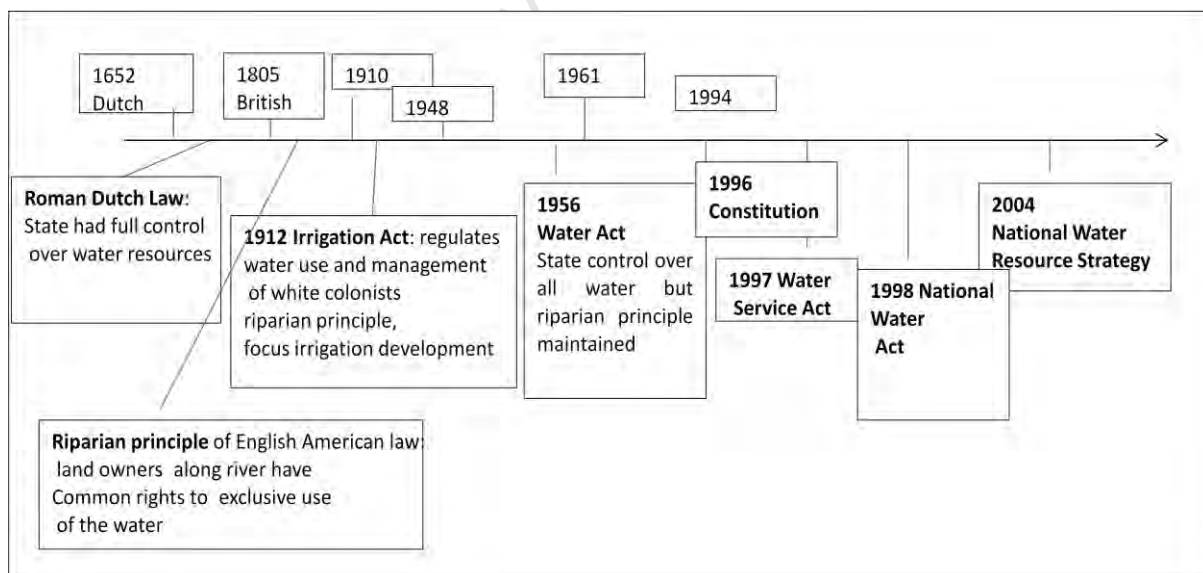 1652
Dutch
1805
British
1910
1948
1961
1994
Roman Dutch Law:
State had full control
over water resources
1912 Irrigation Act: regulates
water use and management
of white colonists
riparian principle,
focus irrigation development
1956
Water Act
State control over
all water but
riparian principle
maintained
1996
Constitution
1997 Water
Service Act
1998 National
Water
Act
2004
National Water
Resource Strategy
Riparian principle of English American law:
land owners along river have
Common rights to exclusive use
of the water